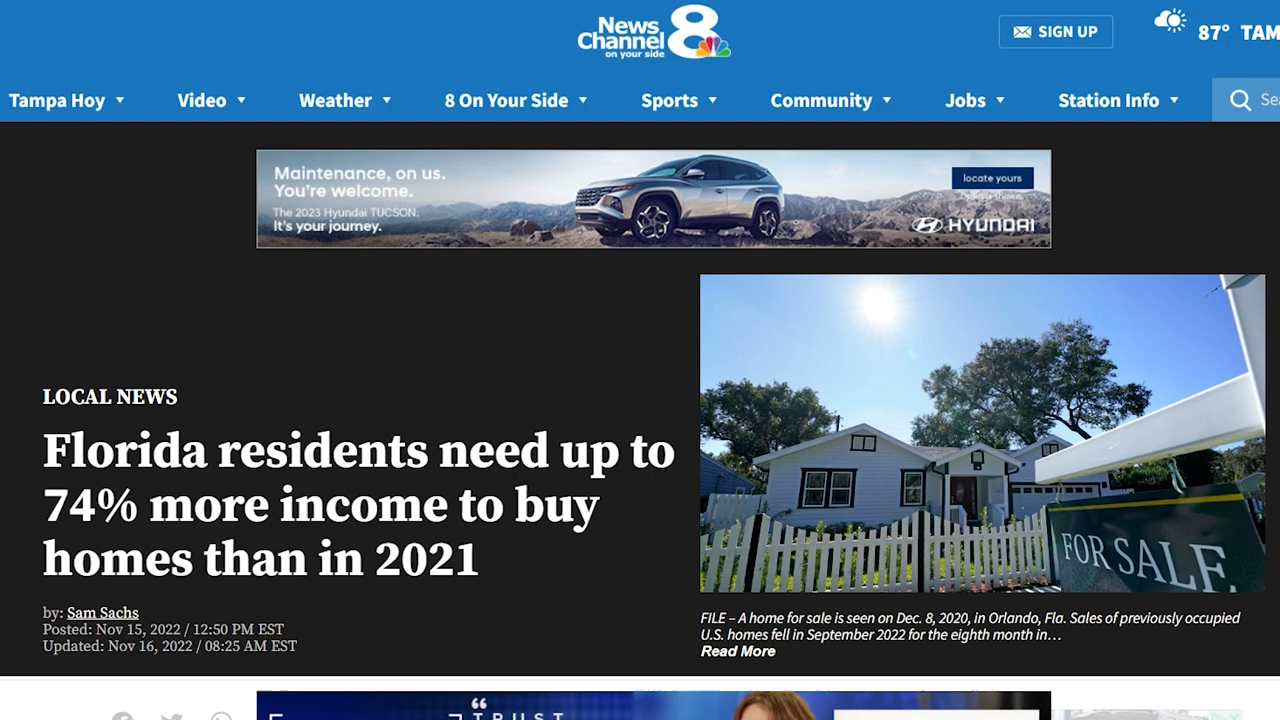 News
Channel 8
on your side
SIGN UP
87° TAM
Tampa Hoy
Video
Weather
8 On Your Side
Sports
Community
Jobs
Station Info
Sea
Maintenance, on us.
You're welcome.
The 2023 Hyundai TUCSON.
It's your journey.
locate yours
HYUNDAI
LOCAL NEWS
Florida residents need up to
74% more income to buy
homes than in 2021
by: Sam Sachs
Posted: Nov 15, 2022 / 12:50 PM EST
Updated: Nov 16, 2022 / 08:25 AM EST
FOR SALE
FILE – A home for sale is seen on Dec. 8, 2020, in Orlando, Fla. Sales of previously occupied
U.S. homes fell in September 2022 for the eighth month in…
Read More
“
TRUST